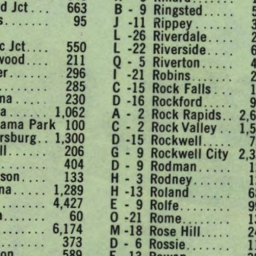 d Jct.... 663
s ........ 95
c Jct .... 550
wood..... 211
er....... 296
......... 285
na ...... 230
a ..... 1,062
ama Park 100
rsburg.. 1,300
ll ...... 206
......... 404
son..... 133
na..... 1,289
....... 4,427
a ........ 60
....... 6,174
........ 373
on ..... 589
B - 9 Ringsted
J -11 Rippey
L -26 Riverdale
L -22 Riverside
Q - 5 Riverton
I -21 Robins
C -15 Rock Falls
D -16 Rockford
A - 2 Rock Rapids.. 2,6
C - 2 Rock Valley .. 1,5
D -15 Rockwell
G - 9 Rockwell City 2,3
D - 9 Rodman
H - 3 Rodney
H -13 Roland
E - 9 Rolfe
O -21 Rome
M -18 Rose Hill
D - 6 Rossie